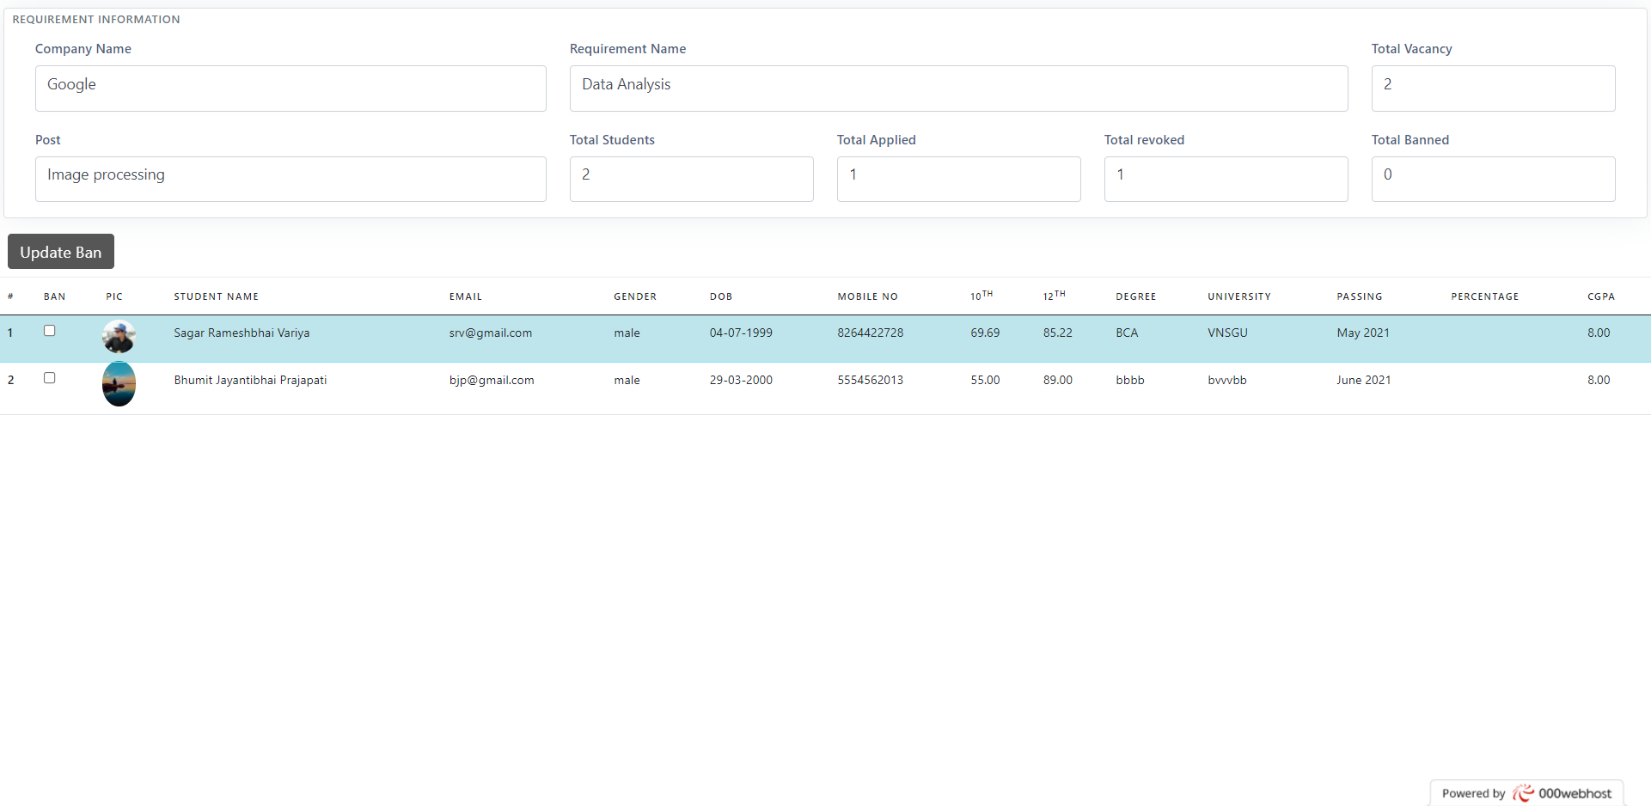 REQUIREMENT INFORMATION
Company Name Requirement Name Total Vacancy
Google Data Analysis 2
Post Total Students Total Applied Total revoked Total Banned
Image processing 2 1 1 0
Update Ban
# BAN PIC STUDENT NAME EMAIL GENDER DOB MOBILE NO 10TH 12TH DEGREE UNIVERSITY PASSING PERCENTAGE CGPA
1 Sagar Rameshbhai Variya srv@gmail.com male 04-07-1999 8264422728 69.69 85.22 BCA VNSGU May 2021 8.00
2 Bhumit Jayantibhai Prajapati bjp@gmail.com male 29-03-2000 5554562013 55.00 89.00 bbbb bvvvbb June 2021 8.00
Powered by 000webhost